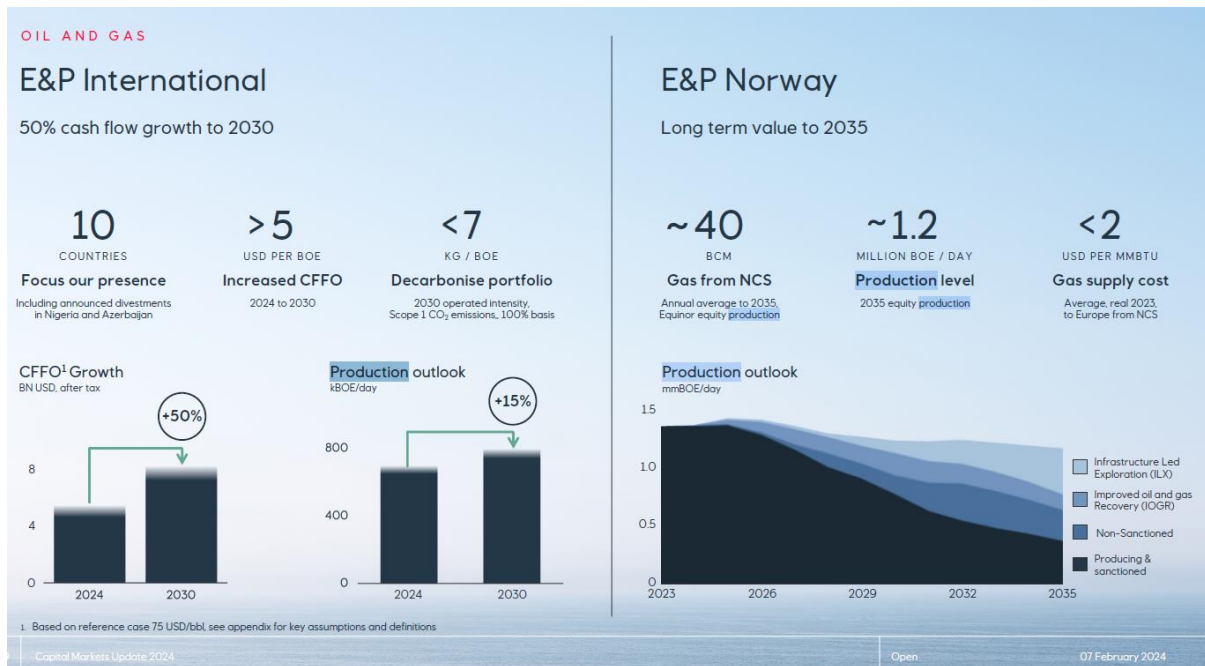 OIL AND GAS
E&P International
50% cash flow growth to 2030
10
COUNTRIES
Focus our presence
Including announced divestments
in Nigeria and Azerbaijan
>5
USD PER BOE
Increased CFFO
2024 to 2030
<7
KG / BOE
Decarbonise portfolio
2030 operated intensity,
Scope 1 CO₂ emissions, 100% basis
CFFO¹ Growth
BN USD, after tax
+50%
8
4
0
2024
2030
Production outlook
kBOE/day
+15%
800
400
0
2024
2030
E&P Norway
Long term value to 2035
~40
BCM
Gas from NCS
Annual average to 2035,
Equinor equity production
~1.2
MILLION BOE / DAY
Production level
2035 equity production
<2
USD PER MMBTU
Gas supply cost
Average, real 2023,
to Europe from NCS
Production outlook
mmBOE/day
1.5
1.0
0.5
0
2023
2026
2029
2032
2035
Infrastructure Led
Exploration (ILX)
Improved oil and gas
Recovery (IOGR)
Non-Sanctioned
Producing &
sanctioned
1. Based on reference case 75 USD/bbl, see appendix for key assumptions and definitions
Capital Markets Update 2024
Open
07 February 2024